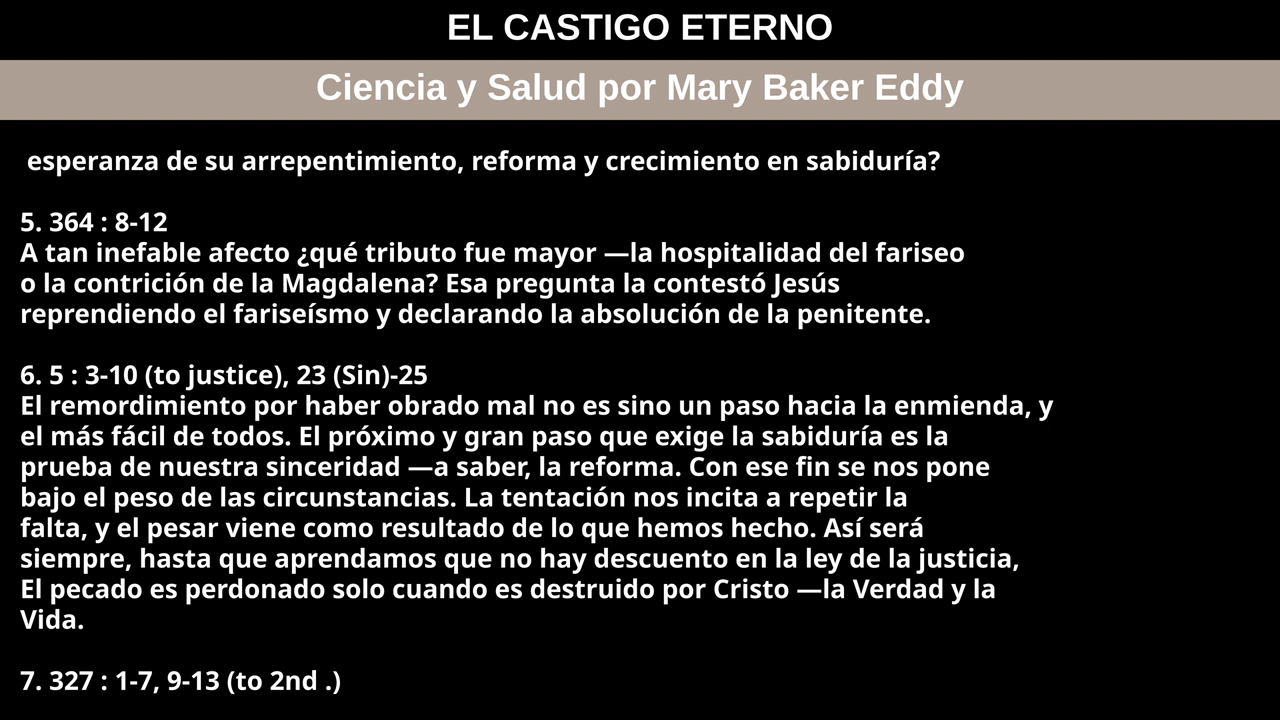 EL CASTIGO ETERNO
Ciencia y Salud por Mary Baker Eddy
esperanza de su arrepentimiento, reforma y crecimiento en sabiduría?
5. 364 : 8-12
A tan inefable afecto ¿qué tributo fue mayor —la hospitalidad del fariseo
o la contrición de la Magdalena? Esa pregunta la contestó Jesús
reprendiendo el fariseísmo y declarando la absolución de la penitente.
6. 5 : 3-10 (to justice), 23 (Sin)-25
El remordimiento por haber obrado mal no es sino un paso hacia la enmienda, y
el más fácil de todos. El próximo y gran paso que exige la sabiduría es la
prueba de nuestra sinceridad —a saber, la reforma. Con ese fin se nos pone
bajo el peso de las circunstancias. La tentación nos incita a repetir la
falta, y el pesar viene como resultado de lo que hemos hecho. Así será
siempre, hasta que aprendamos que no hay descuento en la ley de la justicia,
El pecado es perdonado solo cuando es destruido por Cristo —la Verdad y la
Vida.
7. 327 : 1-7, 9-13 (to 2nd .)